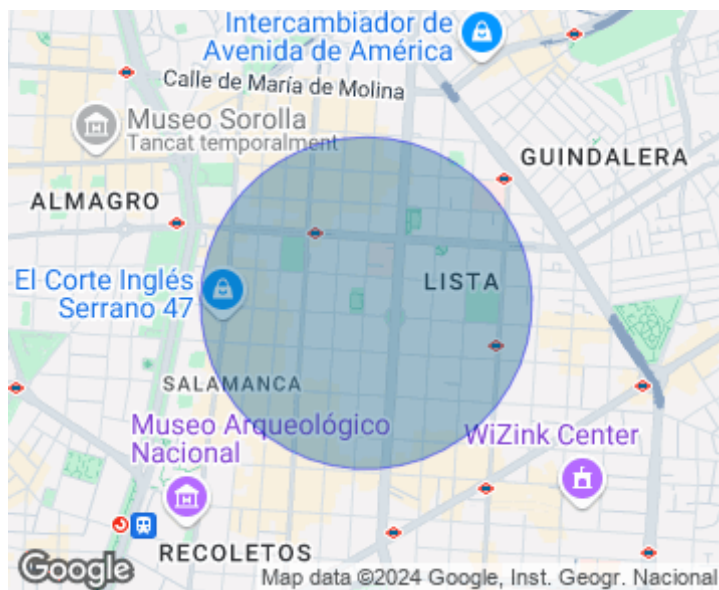 Intercambiador de
Avenida de América
Calle de María de Molina
Museo Sorolla
Tancat temporalment
GUINDALERA
ALMAGRO
El Corte Inglés
Serrano 47
LISTA
SALAMANCA
Museo Arqueológico
Nacional
WiZink Center
RECOLETOS
Google
Map data ©2024 Google, Inst. Geogr. Nacional